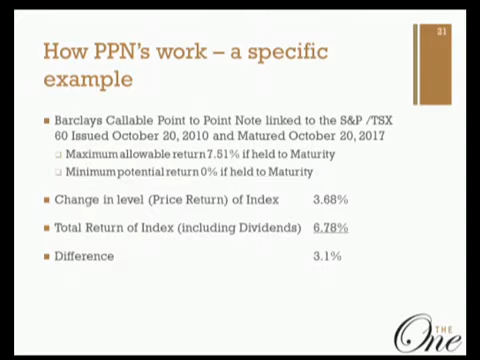 21
How PPN's work – a specific
example
Barclays Callable Point to Point Note linked to the S&P /TSX
60 Issued October 20, 2010 and Matured October 20, 2017
Maximum allowable return 7.51% if held to Maturity
Minimum potential return 0% if held to Maturity
Change in level (Price Return) of Index 3.68%
Total Return of Index (including Dividends) 6.78%
Difference 3.1%
THE
One